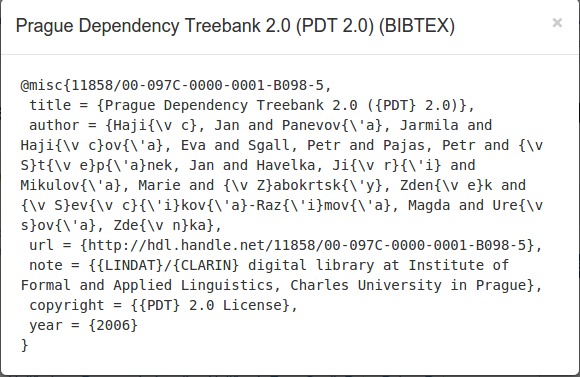 Prague Dependency Treebank 2.0 (PDT 2.0) (BIBTEX) ×
@misc{11858/00-097C-0000-0001-B098-5,
title = {Prague Dependency Treebank 2.0 ({PDT} 2.0)},
author = {Haji{\v c}, Jan and Panevov{\'a}, Jarmila and
Haji{\v c}ov{\'a}, Eva and Sgall, Petr and Pajas, Petr and {\v
S}t{\v e}p{\'a}nek, Jan and Havelka, Ji{\v r}{\'i} and
Mikulov{\'a}, Marie and {\v Z}abokrtsk{\'y}, Zden{\v e}k and
{\v S}ev{\v c}{\'i}kov{\'a}-Raz{\'i}mov{\'a}, Magda and Ure{\v
s}ov{\'a}, Zde{\v n}ka},
url = {http://hdl.handle.net/11858/00-097C-0000-0001-B098-5},
note = {{LINDAT}/{CLARIN} digital library at Institute of
Formal and Applied Linguistics, Charles University in Prague},
copyright = {{PDT} 2.0 License},
year = {2006}
}